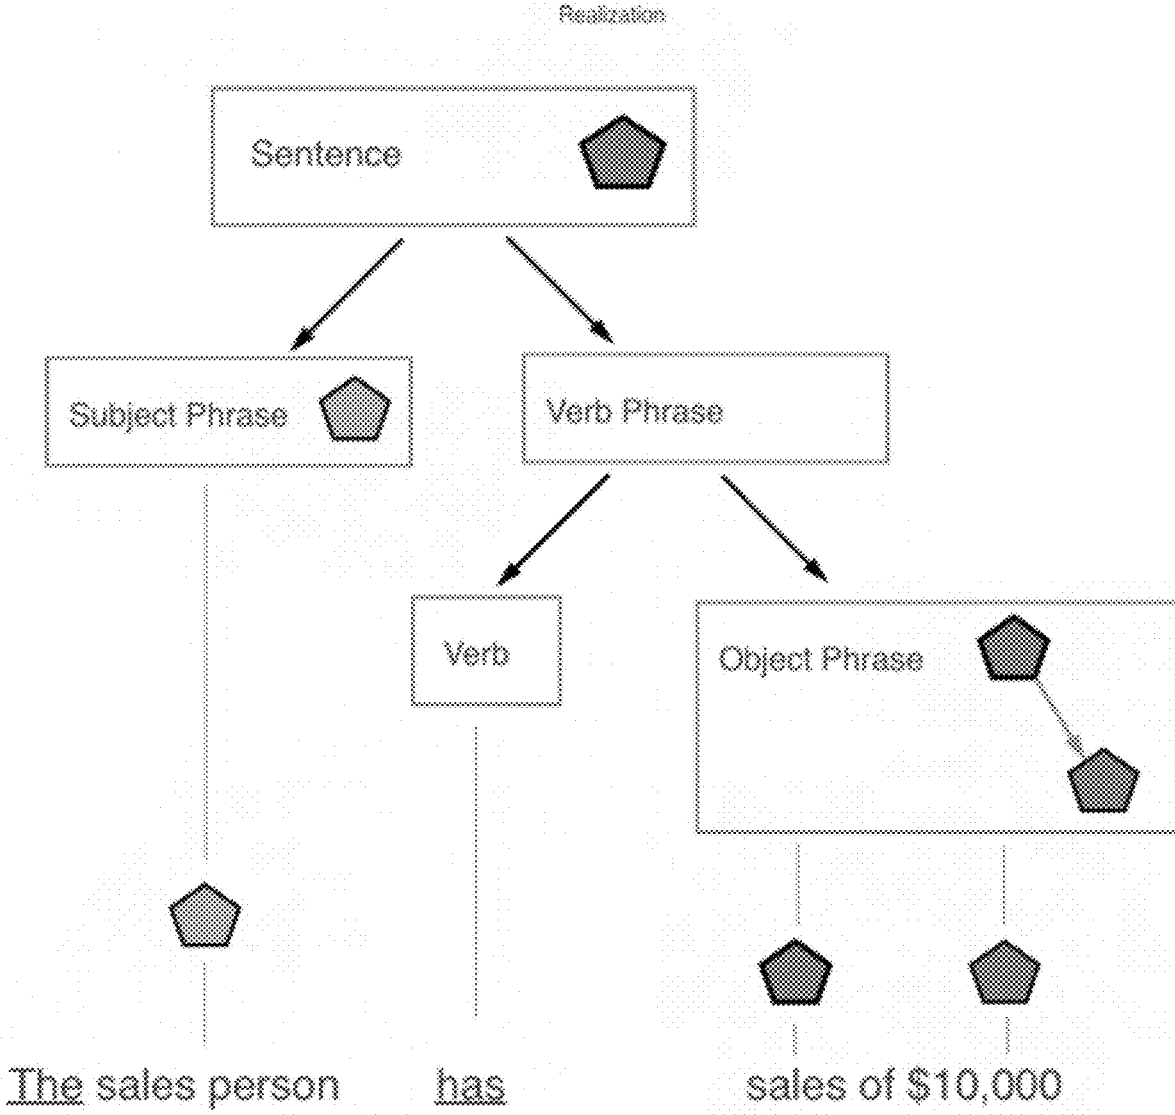 Realization
Sentence
Subject Phrase
Verb Phrase
Verb
Object Phrase
The sales person has sales of $10,000